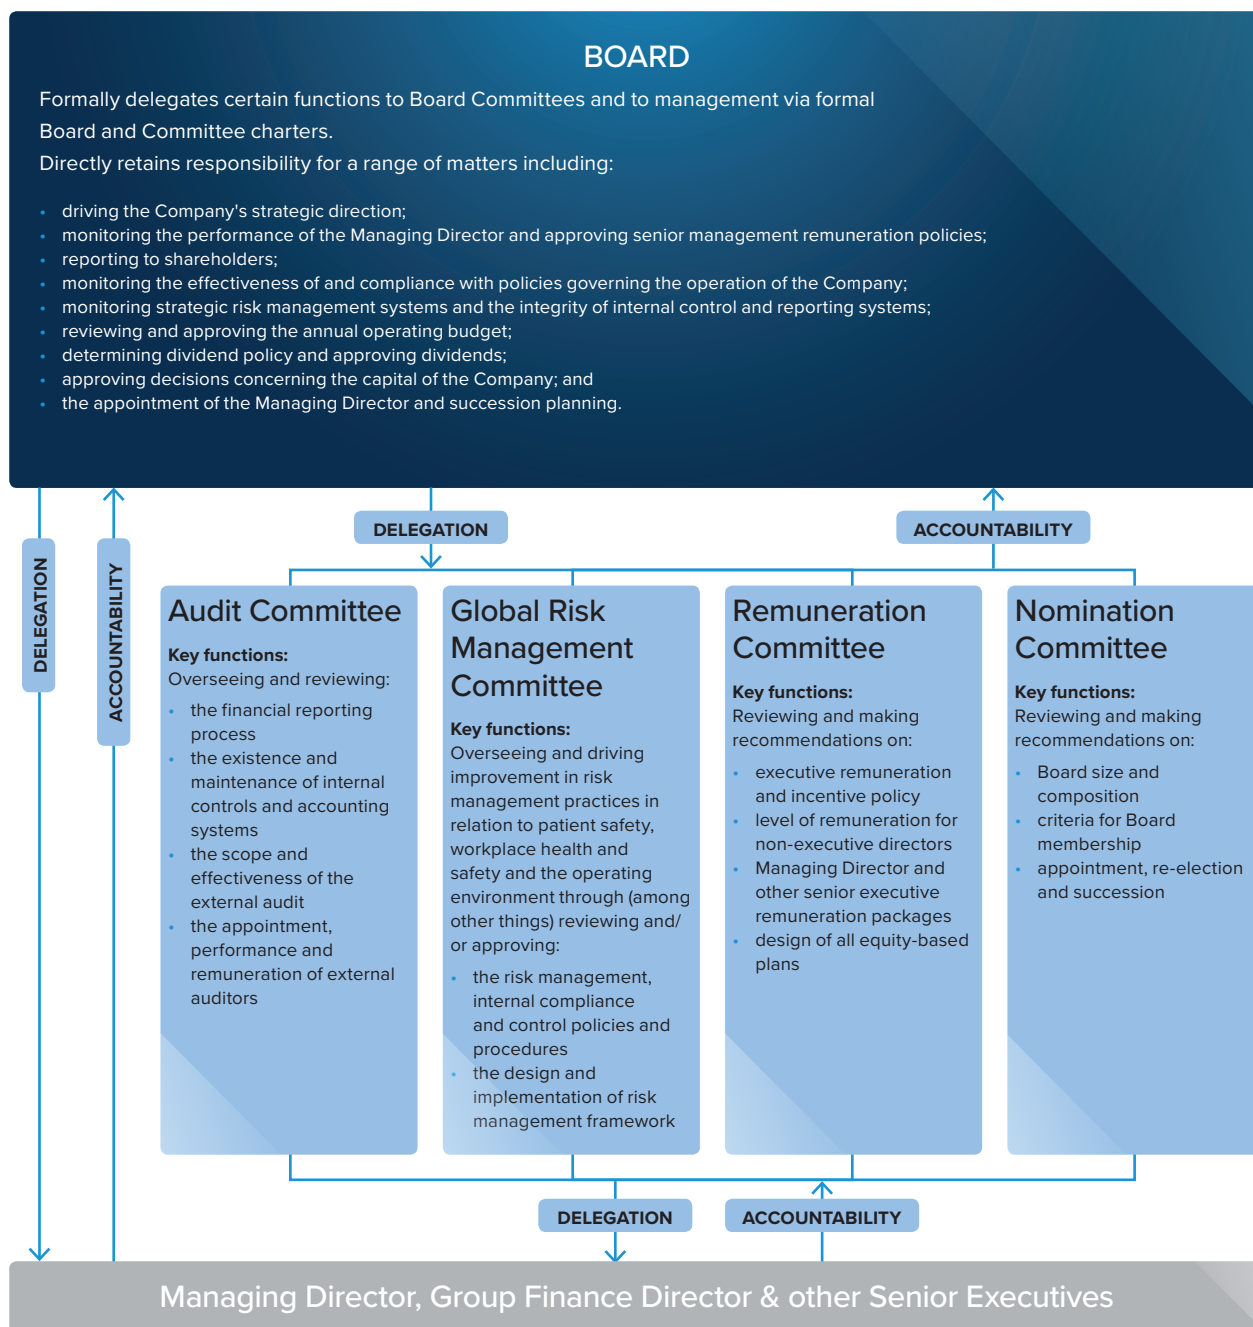 BOARD
Formally delegates certain functions to Board Committees and to management via formal
Board and Committee charters.
Directly retains responsibility for a range of matters including:
• driving the Company's strategic direction;
• monitoring the performance of the Managing Director and approving senior management remuneration policies;
• reporting to shareholders;
• monitoring the effectiveness of and compliance with policies governing the operation of the Company;
• monitoring strategic risk management systems and the integrity of internal control and reporting systems;
• reviewing and approving the annual operating budget;
• determining dividend policy and approving dividends;
• approving decisions concerning the capital of the Company; and
• the appointment of the Managing Director and succession planning.
DELEGATION
ACCOUNTABILITY
DELEGATION
ACCOUNTABILITY
Audit Committee
Key functions:
Overseeing and reviewing:
• the financial reporting
process
• the existence and
maintenance of internal
controls and accounting
systems
• the scope and
effectiveness of the
external audit
• the appointment,
performance and
remuneration of external
auditors
Global Risk
Management
Committee
Key functions:
Overseeing and driving
improvement in risk
management practices in
relation to patient safety,
workplace health and
safety and the operating
environment through (among
other things) reviewing and/
or approving:
• the risk management,
internal compliance
and control policies and
procedures
• the design and
implementation of risk
management framework
Remuneration
Committee
Key functions:
Reviewing and making
recommendations on:
• executive remuneration
and incentive policy
• level of remuneration for
non-executive directors
• Managing Director and
other senior executive
remuneration packages
• design of all equity-based
plans
Nomination
Committee
Key functions:
Reviewing and making
recommendations on:
• Board size and
composition
• criteria for Board
membership
• appointment, re-election
and succession
DELEGATION
ACCOUNTABILITY
Managing Director, Group Finance Director & other Senior Executives